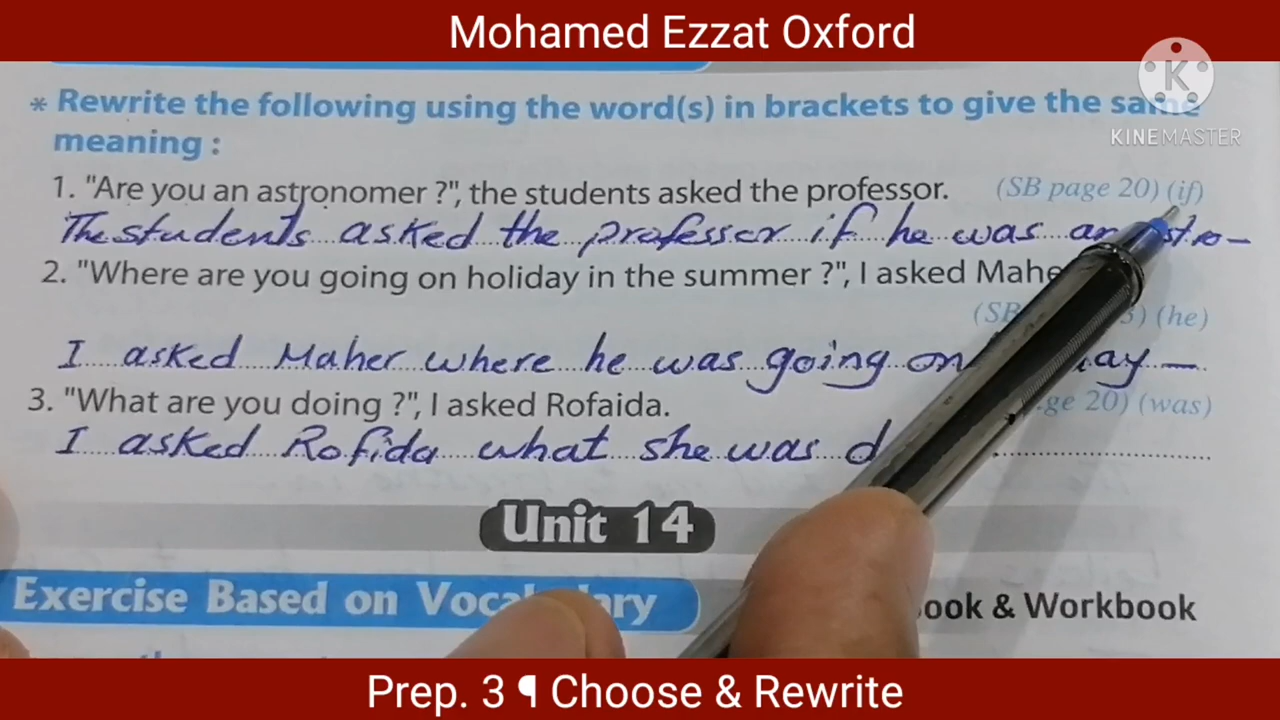 Mohamed Ezzat Oxford
KINEMASTER
* Rewrite the following using the word(s) in brackets to give the same
meaning :
1. "Are you an astronomer ?", the students asked the professor. (SB page 20) (if)
The students asked the professer if he was an
2. "Where are you going on holiday in the summer ?", I asked
(he)
I asked Maher where he was going on
3. "What are you doing ?", I asked Rofaida. 20) (was)
I asked Rofida what she was
Unit 14
Exercise Based on
& Workbook
Prep. 3 ¶ Choose & Rewrite